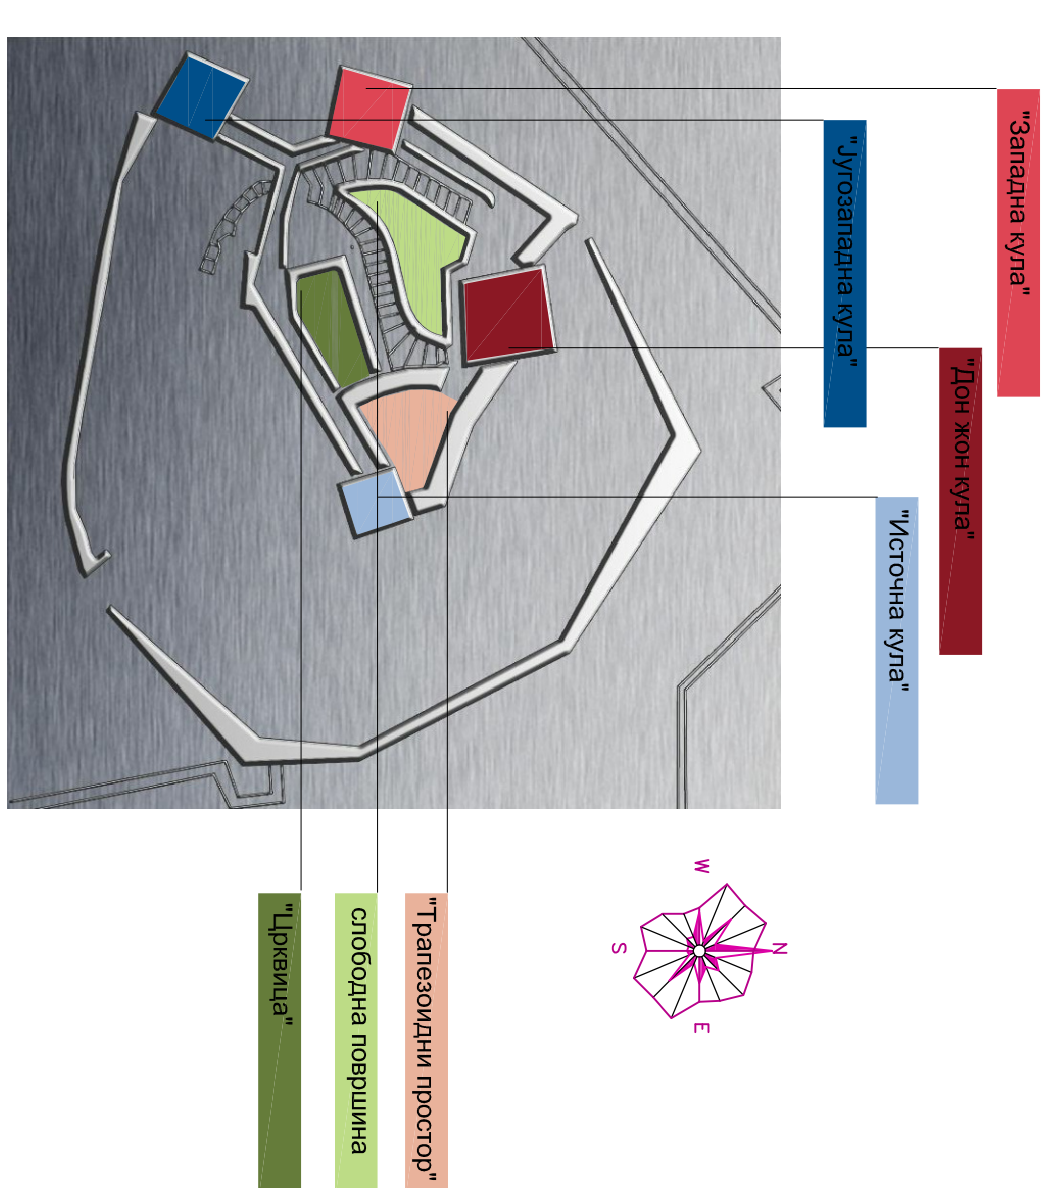 "Западна кула"
"Дон жон кула"
"Источна кула"
"Југозападна кула"
"Трапезоидни простор"
слободна површина
"Црквица"
W
N
S
E